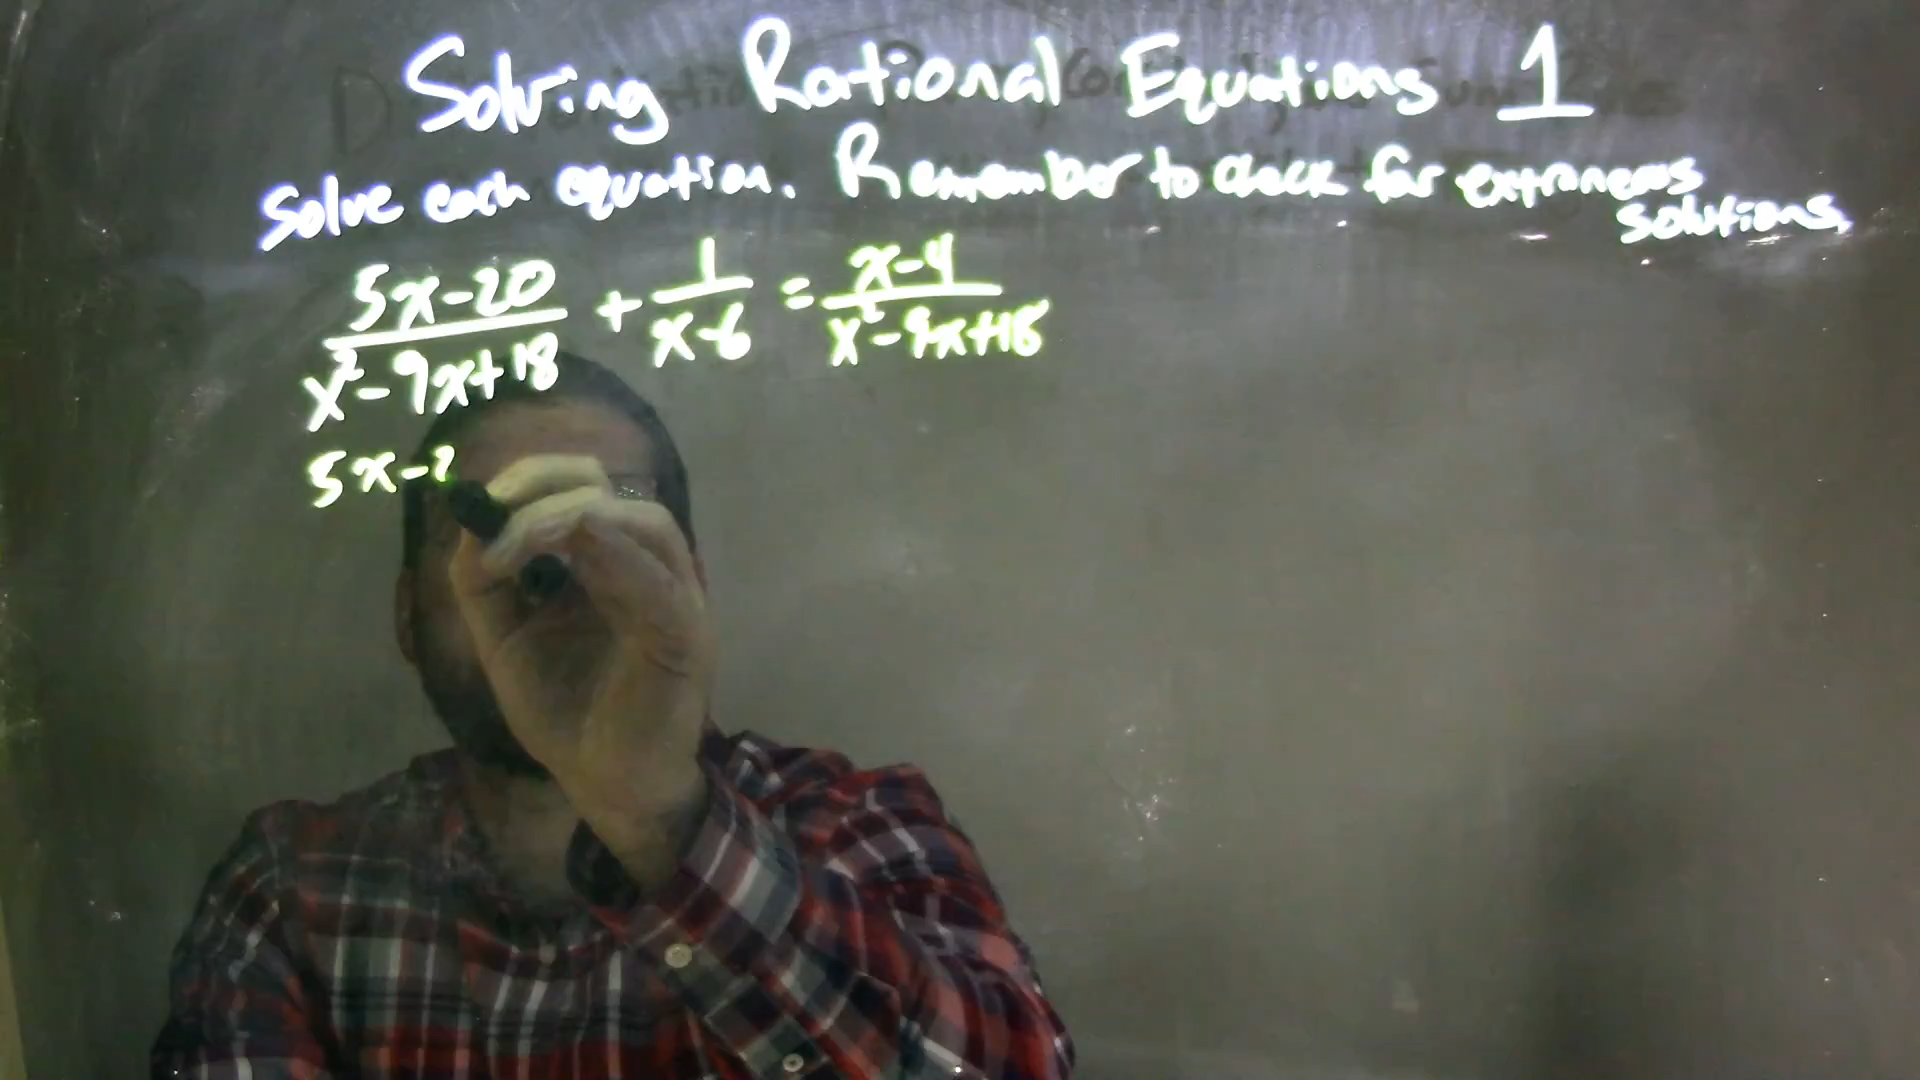 Solving Rational Equations 1
Solve each equation. Remember to check for extraneous solutions.
5x-20 / x²-9x+18 + 1 / x-6 = x-4 / x²-9x+18
5x-2